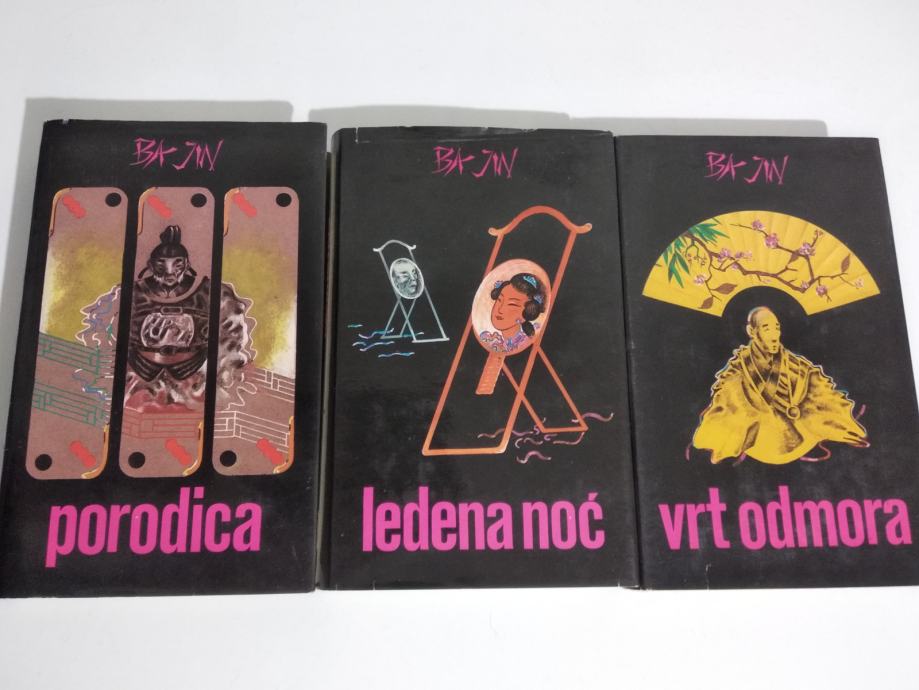 BA JIN
porodica
BA JIN
ledena noć
BA JIN
vrt odmora